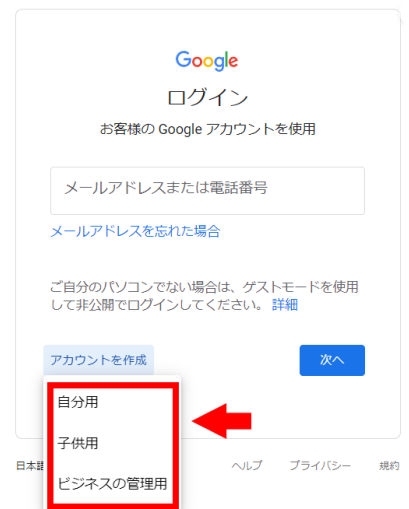 Google
ログイン
お客様の Google アカウントを使用
メールアドレスまたは電話番号
メールアドレスを忘れた場合
ご自分のパソコンでない場合は、ゲストモードを使用
して非公開でログインしてください。 詳細
アカウントを作成
次へ
自分用
子供用
日本語
ヘルプ プライバシー 規約
ビジネスの管理用